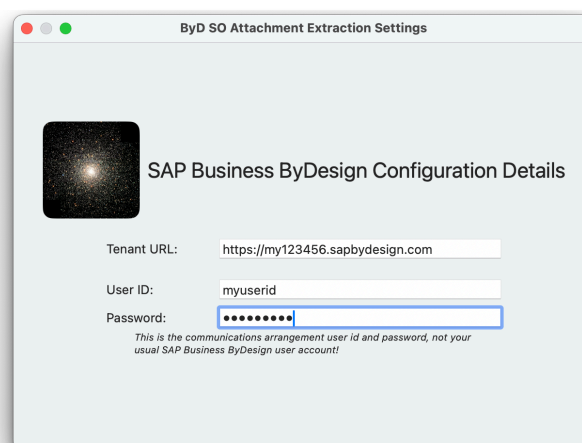 ByD SO Attachment Extraction Settings
SAP Business ByDesign Configuration Details
Tenant URL: https://my123456.sapbydesign.com
User ID: myuserid
Password: •••••••••
This is the communications arrangement user id and password, not your
usual SAP Business ByDesign user account!